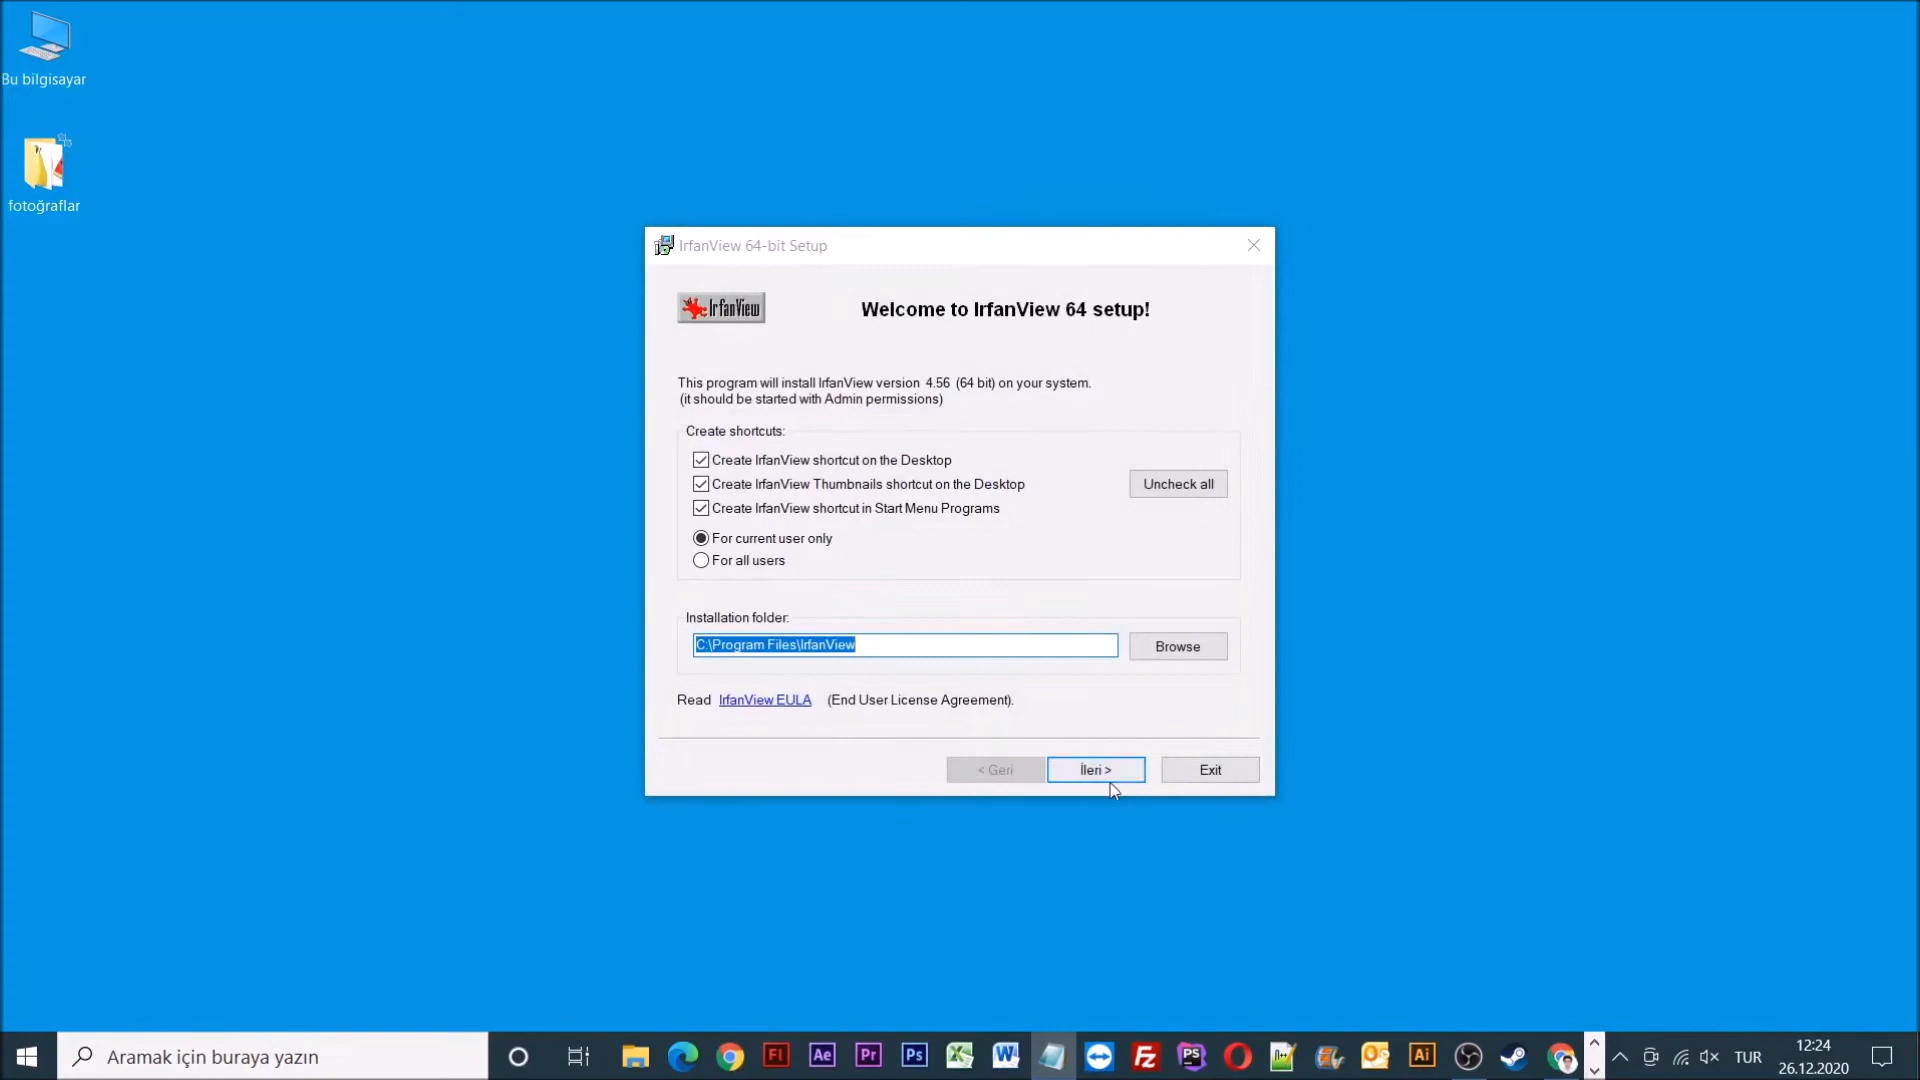 Bu bilgisayar
fotoğraflar
IrfanView 64-bit Setup
IrfanView
Welcome to IrfanView 64 setup!
This program will install IrfanView version 4.56 (64 bit) on your system.
(it should be started with Admin permissions)
Create shortcuts:
Create IrfanView shortcut on the Desktop
Create IrfanView Thumbnails shortcut on the Desktop
Uncheck all
Create IrfanView shortcut in Start Menu Programs
For current user only
For all users
Installation folder:
C:\Program Files\IrfanView
Browse
Read IrfanView EULA (End User License Agreement).
< Geri
İleri >
Exit
Aramak için buraya yazın
Fl
Ae
Pr
Ps
W
FZ
PS
Ai
TUR
12:24
26.12.2020